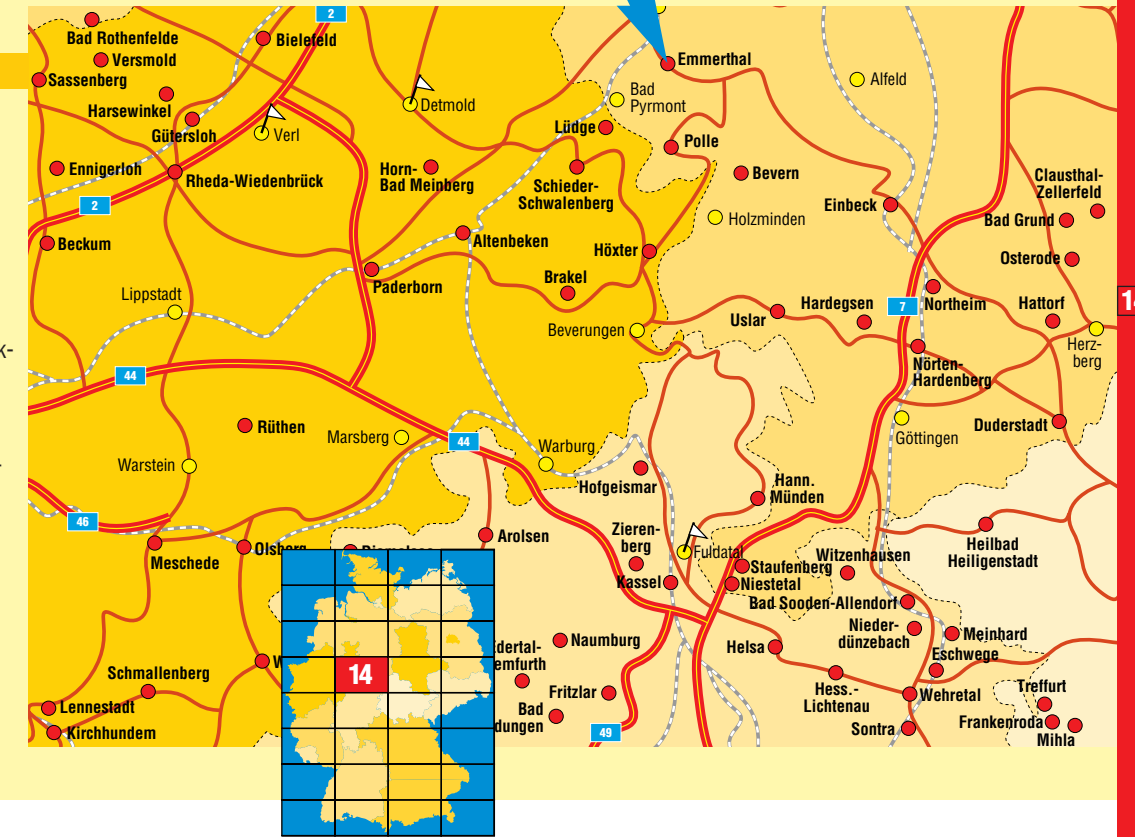 2
Bad Rothenfelde
Bielefeld
Versmold
Emmerthal
Sassenberg
Alfeld
Harsewinkel
Detmold
Bad
Pyrmont
Gütersloh
Verl
Lüdge
Polle
Ennigerloh
Rheda-Wiedenbrück
Horn-
Bad Meinberg
Schieder-
Schwalenberg
Bevern
Clausthal-
Zellerfeld
2
Einbeck
Bad Grund
Holzminden
Beckum
Altenbeken
Höxter
Osterode
Paderborn
Brakel
Lippstadt
7
Hardegsen
Northeim
Hattorf
Uslar
Beverungen
Herz-
berg
k-
Nörten-
Hardenberg
44
Rüthen
Marsberg
44
Warburg
Göttingen
Duderstadt
Warstein
Hofgeismar
Hann.
Münden
46
Meschede
Olsberg
Arolsen
Zieren-
berg
Fuldatal
Heilbad
Heiligenstadt
Witzenhausen
Staufenberg
Kassel
Niestetal
Bad Sooden-Allendorf
Nieder-
dünzebach
Meinhard
Naumburg
Helsa
Eschwege
dertal-
emfurth
14
W
Schmallenberg
Fritzlar
Hess.-
Lichtenau
Wehretal
Treffurt
Lennestadt
Bad
dungen
Frankenroda
Kirchhundem
49
Sontra
Mihla